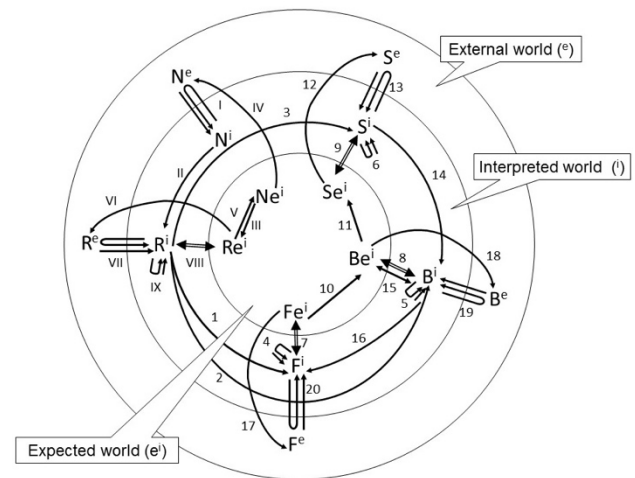 External world (ᵉ)
Sᵉ
12
13
Nᵉ
I
IV
3
Sⁱ
Nⁱ
9
6
Interpreted world (ⁱ)
II
14
Neⁱ
Seⁱ
VI
V
III
11
Rᵉ
Rⁱ
Reⁱ
VII
VIII
IX
Beⁱ
8
18
15
Bⁱ
5
19
Bᵉ
10
Feⁱ
1
4
7
16
Fⁱ
2
20
17
Fᵉ
Expected world (eⁱ)